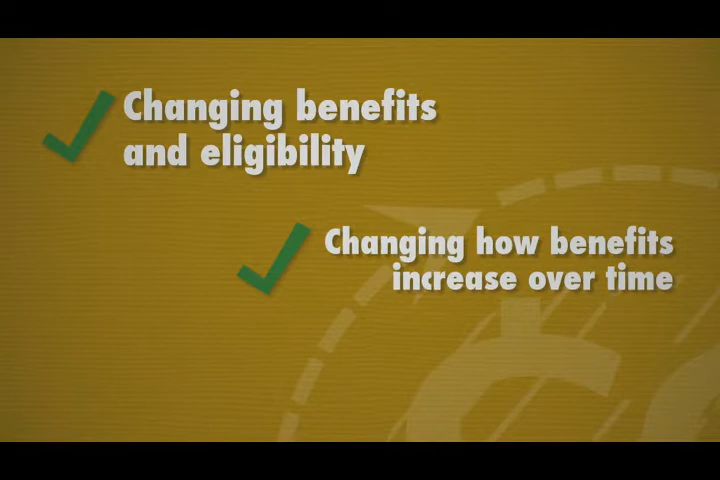 Changing benefits
and eligibility
Changing how benefits
increase over time